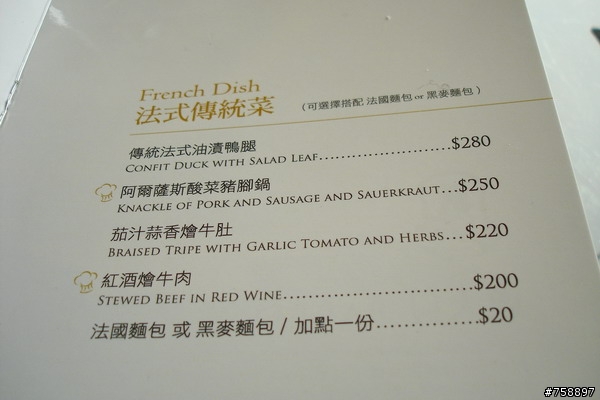 French Dish
法式傳統菜 (可選擇搭配 法國麵包 or 黑麥麵包)
傳統法式油漬鴨腿
Confit Duck with Salad Leaf..................$280
阿爾薩斯酸菜豬腳鍋
Knackle of Pork and Sausage and Sauerkraut...$250
茄汁蒜香燴牛肚
Braised Tripe with Garlic Tomato and Herbs...$220
紅酒燴牛肉
Stewed Beef in Red Wine..........................$200
法國麵包 或 黑麥麵包 / 加點一份..............$20
#758897